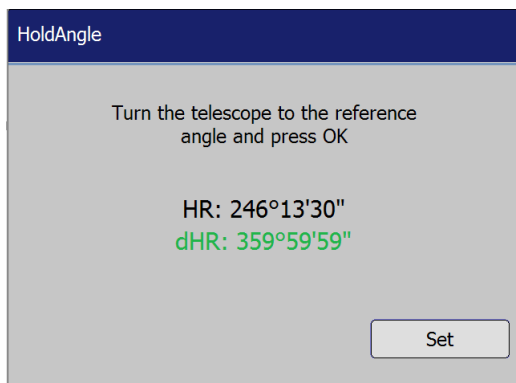 HoldAngle
Turn the telescope to the reference
angle and press OK
HR: 246°13'30"
dHR: 359°59'59"
Set